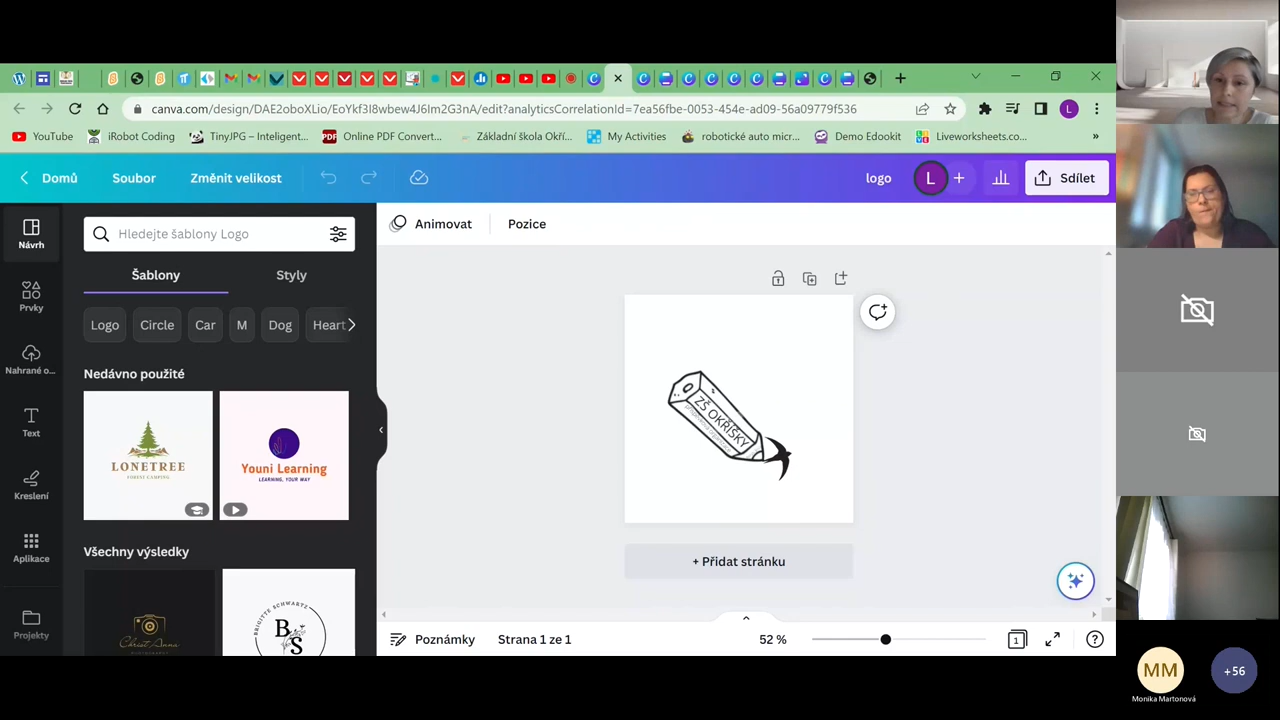 canva.com/design/DAE2oboXLio/EoYkf3I8wbew4J6Im2G3nA/edit?analyticsCorrelationId=7ea56fbe-0053-454e-ad09-56a09779f536
L
YouTube
iRobot Coding
TinyJPG – Inteligent...
Online PDF Convert...
Základní škola Okří...
My Activities
robotické auto micr...
Demo Edookit
Liveworksheets.co...
»
Domů
Soubor
Změnit velikost
logo
L
Sdílet
Návrh
Prvky
Nahrané o...
Text
Kreslení
Aplikace
Projekty
Hledejte šablony Logo
Šablony
Styly
Logo
Circle
Car
M
Dog
Heart
Nedávno použité
LONETREE
FOREST CAMPING
Youni Learning
LEARNING, YOUR WAY
Všechny výsledky
BRIGITTE SCHWARTZ
B
S
Animovat
Pozice
ZŠ OKŘÍŠKY
+ Přidat stránku
Poznámky
Strana 1 ze 1
52 %
1
MM
Monika Martonová
+56